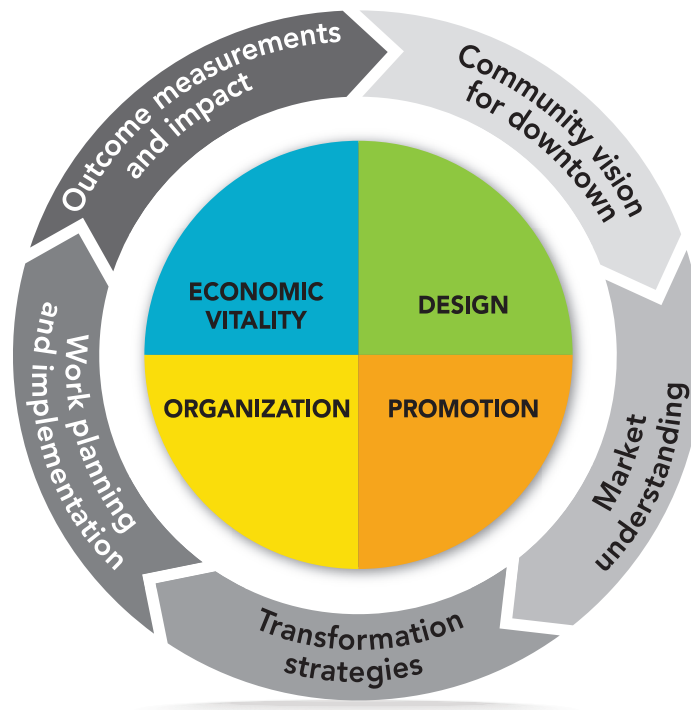 Outcome measurements
and impact
Community vision
for downtown
Market
understanding
Transformation
strategies
Work planning
and implementation
ECONOMIC
VITALITY
DESIGN
ORGANIZATION
PROMOTION